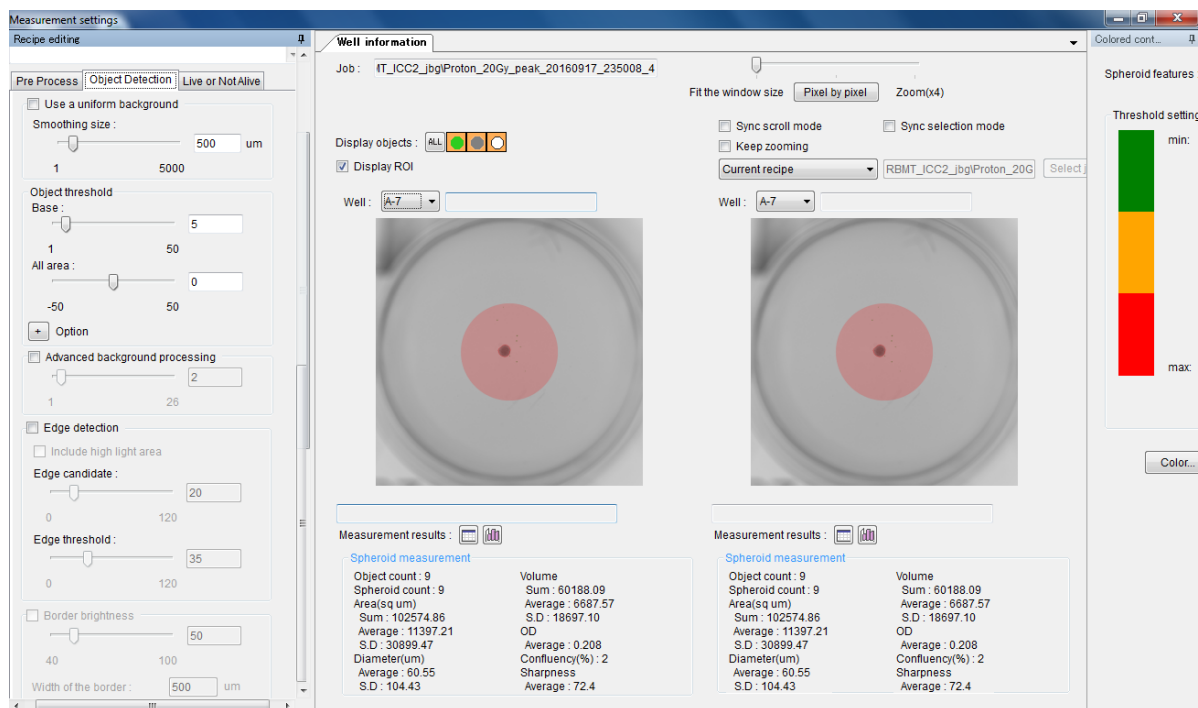 Measurement settings
Recipe editing
Pre Process Object Detection Live or Not Alive
Use a uniform background
Smoothing size :
500 um
1 5000
Object threshold
Base :
5
1 50
All area :
0
-50 50
+ Option
Advanced background processing
2
1 26
Edge detection
Include high light area
Edge candidate :
20
0 120
Edge threshold :
35
0 120
Border brightness
50
40 100
Width of the border : 500 um
Well information
Job : IT_ICC2_jbg\Proton_20Gy_peak_20160917_235008_4
Fit the window size Pixel by pixel Zoom(x4)
Display objects : ALL
Display ROI
Sync scroll mode Sync selection mode
Keep zooming
Current recipe RBMT_ICC2_jbg\Proton_20G Select j
Well : A-7
Measurement results :
Spheroid measurement
Object count : 9
Spheroid count : 9
Area(sq um)
Sum : 102574.86
Average : 11397.21
S.D : 30899.47
Diameter(um)
Average : 60.55
S.D : 104.43
Volume
Sum : 60188.09
Average : 6687.57
S.D : 18697.10
OD
Average : 0.208
Confluency(%) : 2
Sharpness
Average : 72.4
Well : A-7
Measurement results :
Spheroid measurement
Object count : 9
Spheroid count : 9
Area(sq um)
Sum : 102574.86
Average : 11397.21
S.D : 30899.47
Diameter(um)
Average : 60.55
S.D : 104.43
Volume
Sum : 60188.09
Average : 6687.57
S.D : 18697.10
OD
Average : 0.208
Confluency(%) : 2
Sharpness
Average : 72.4
Colored cont...
Spheroid features
Threshold setting
min:
max:
Color...